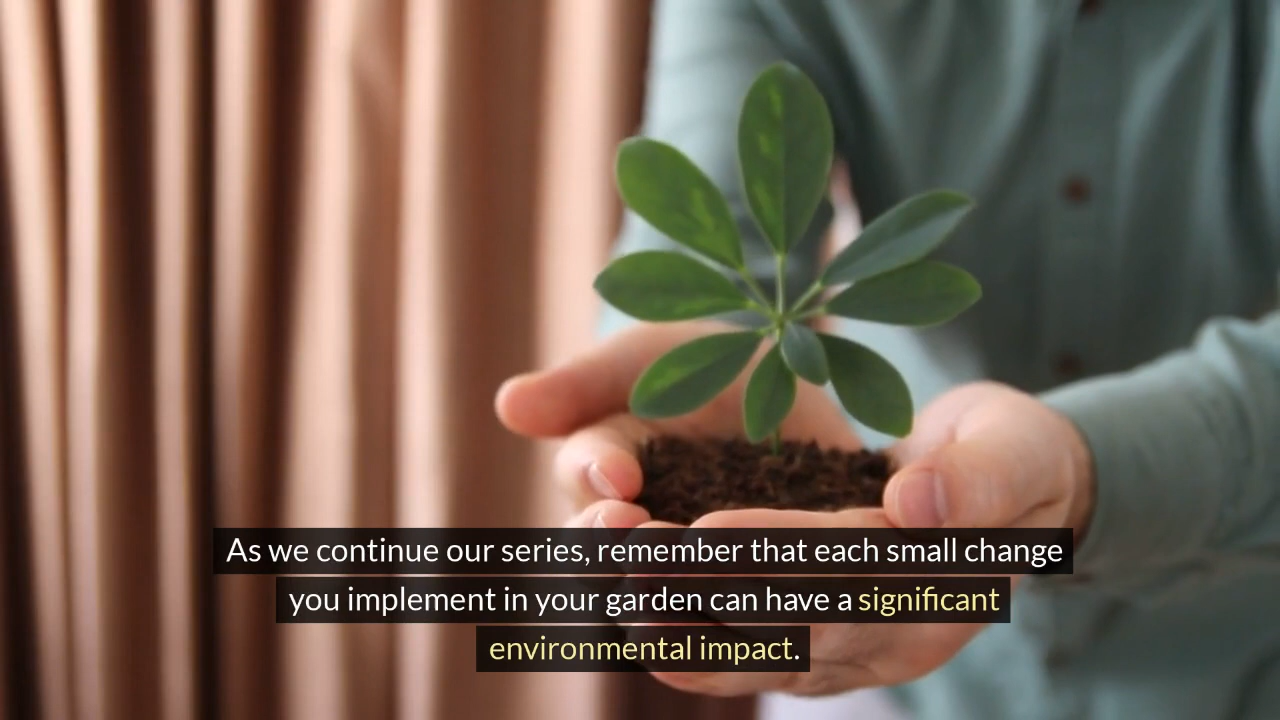 As we continue our series, remember that each small change
you implement in your garden can have a significant
environmental impact.